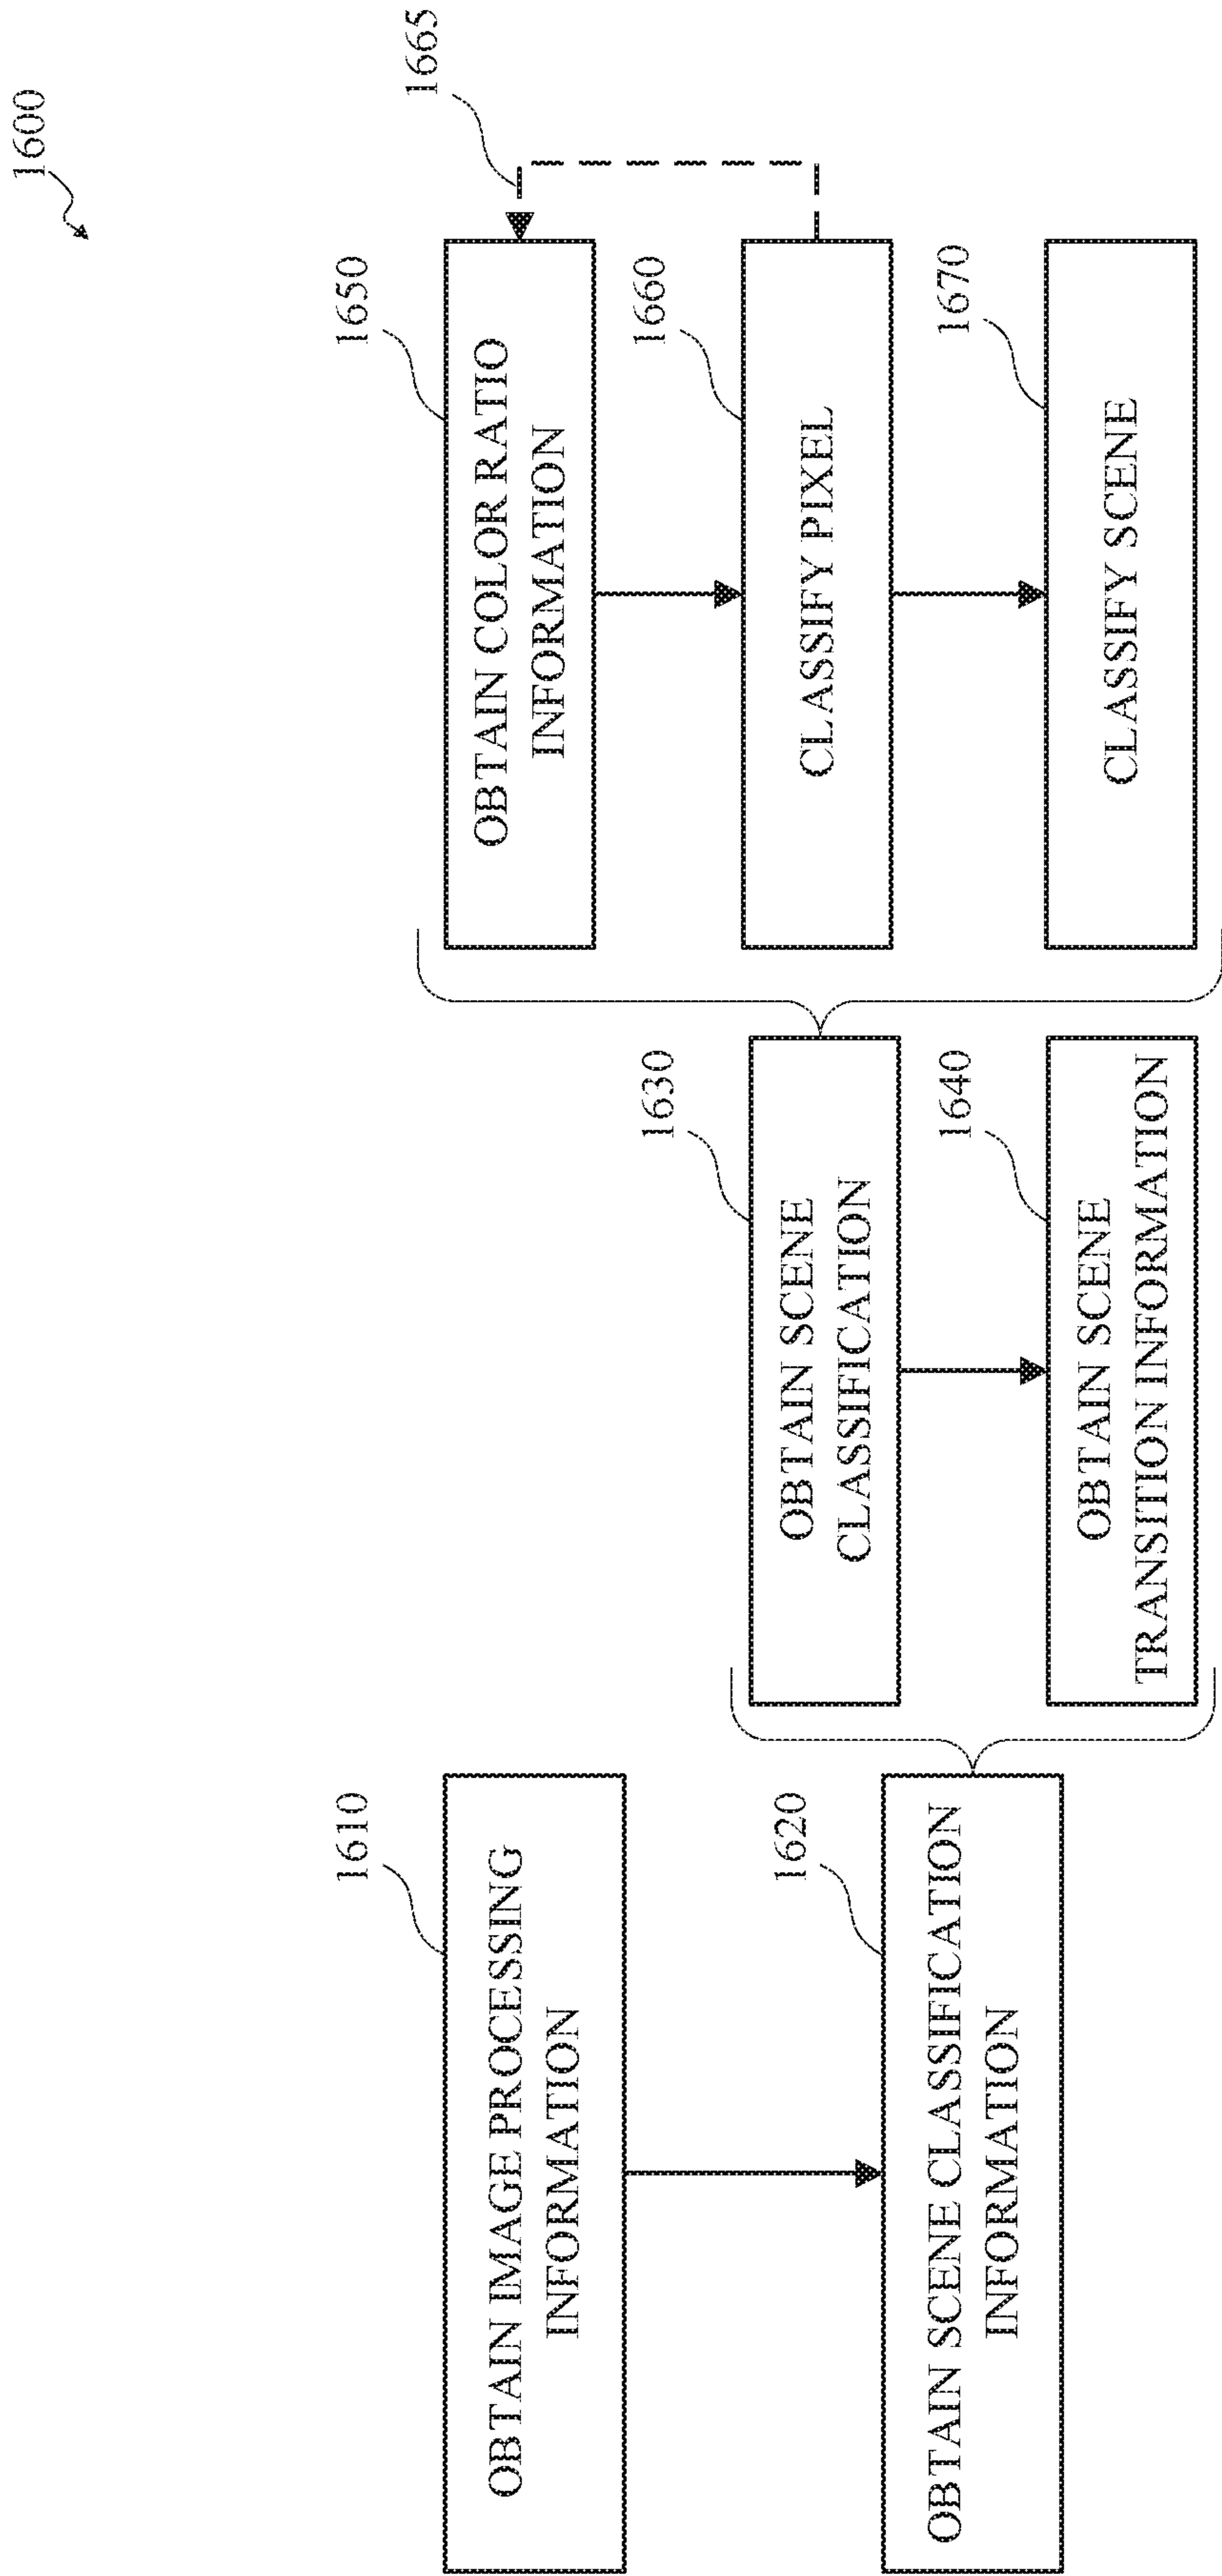 1600
1610
OBTAIN IMAGE PROCESSING
INFORMATION
1620
OBTAIN SCENE CLASSIFICATION
INFORMATION
1630
OBTAIN SCENE
CLASSIFICATION
1640
OBTAIN SCENE
TRANSITION INFORMATION
1650
OBTAIN COLOR RATIO
INFORMATION
1660
CLASSIFY PIXEL
1665
1670
CLASSIFY SCENE